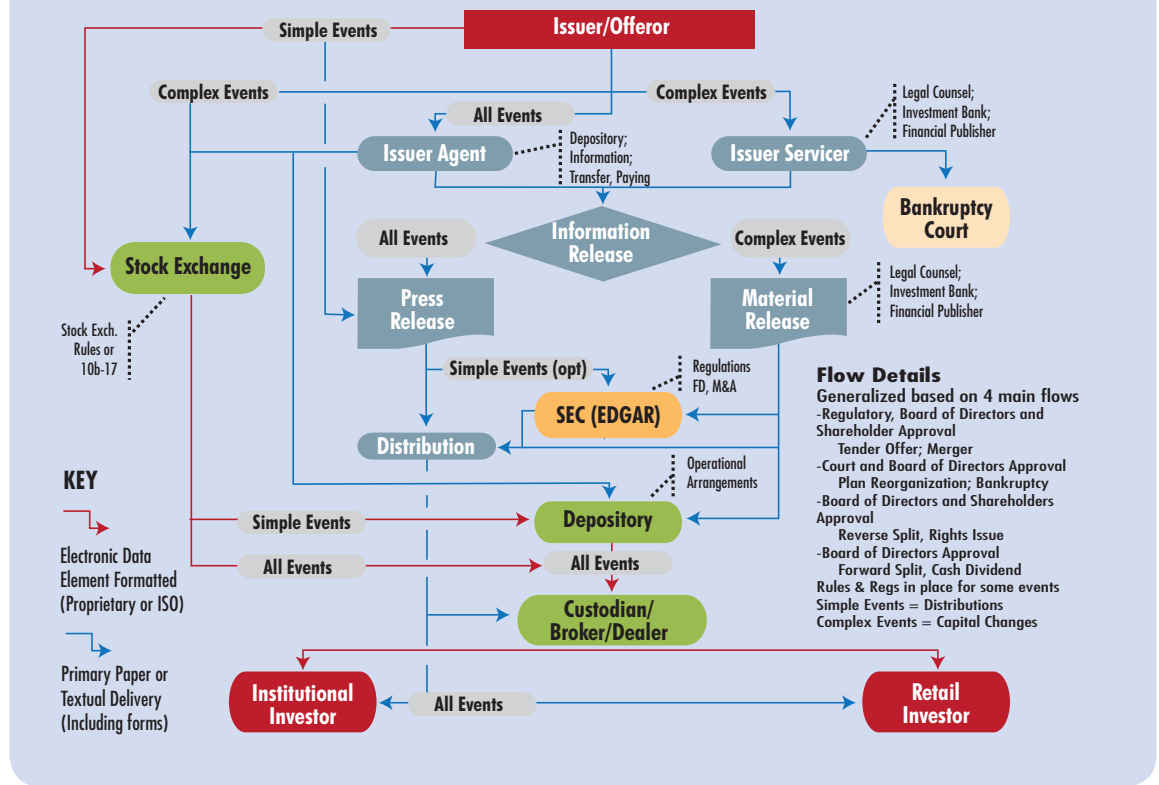 Simple Events
Issuer/Offeror
Complex Events
Complex Events
Legal Counsel;
Investment Bank;
Financial Publisher
All Events
Issuer Agent
Depository;
Information;
Transfer, Paying
Issuer Servicer
Bankruptcy
Court
All Events
Information
Release
Complex Events
Stock Exchange
Legal Counsel;
Investment Bank;
Financial Publisher
Press
Release
Material
Release
Stock Exch.
Rules or
10b-17
Simple Events (opt)
Regulations
FD, M&A
SEC (EDGAR)
Distribution
Flow Details
Generalized based on 4 main flows
-Regulatory, Board of Directors and
Shareholder Approval
Tender Offer; Merger
-Court and Board of Directors Approval
Plan Reorganization; Bankruptcy
-Board of Directors and Shareholders
Approval
Reverse Split, Rights Issue
-Board of Directors Approval
Forward Split, Cash Dividend
Rules & Regs in place for some events
Simple Events = Distributions
Complex Events = Capital Changes
Operational
Arrangements
KEY
Electronic Data
Element Formatted
(Proprietary or ISO)
Primary Paper or
Textual Delivery
(Including forms)
Simple Events
Depository
All Events
All Events
Custodian/
Broker/Dealer
Institutional
Investor
All Events
Retail
Investor